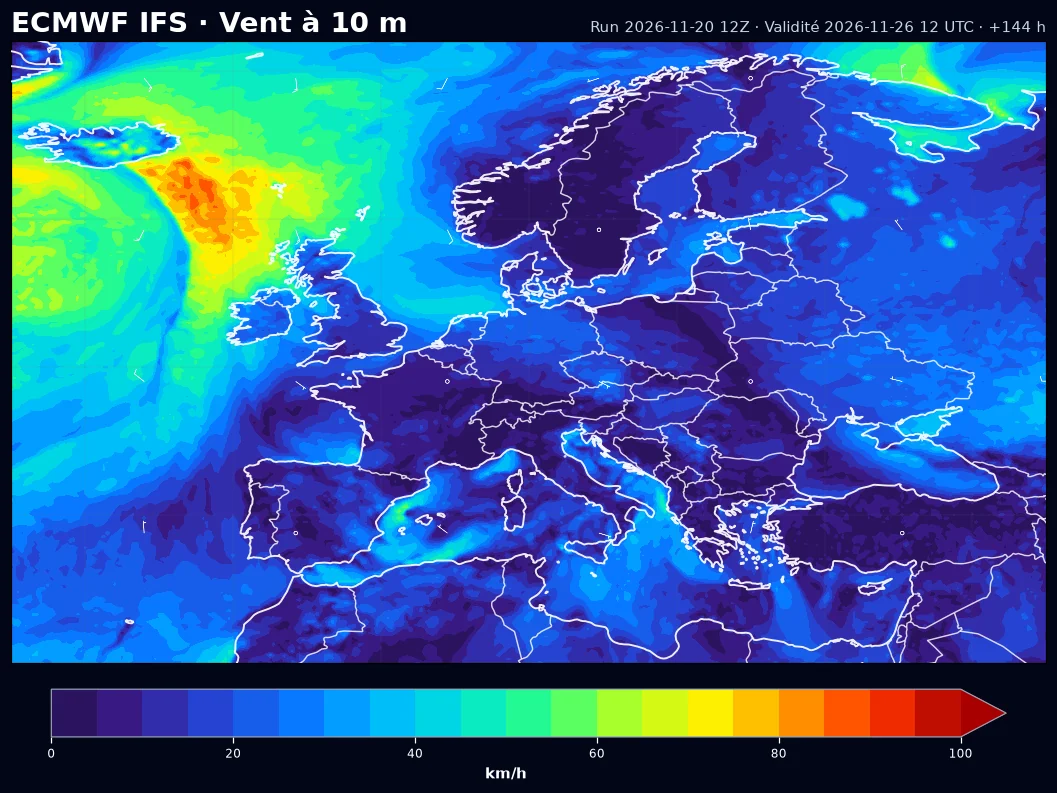 ECMWF IFS · Vent à 10 m
Run 2026-11-20 12Z · Validité 2026-11-26 12 UTC · +144 h
0 20 40 60 80 100
km/h